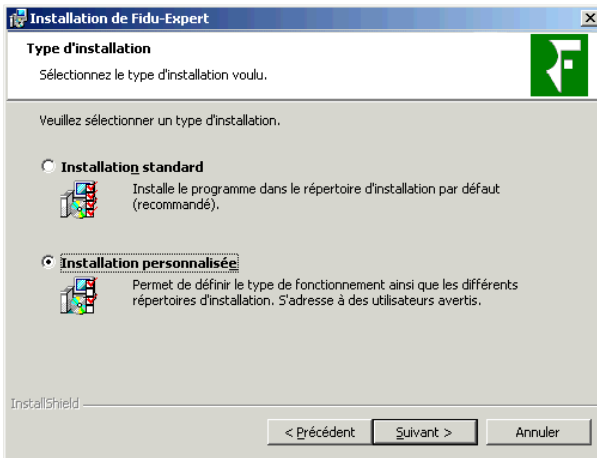 Installation de Fidu-Expert
Type d'installation
Sélectionnez le type d'installation voulu.
Veuillez sélectionner un type d'installation.
Installation standard
Installe le programme dans le répertoire d'installation par défaut
(recommandé).
Installation personnalisée
Permet de définir le type de fonctionnement ainsi que les différents
répertoires d'installation. S'adresse à des utilisateurs avertis.
InstallShield
< Précédent Suivant > Annuler